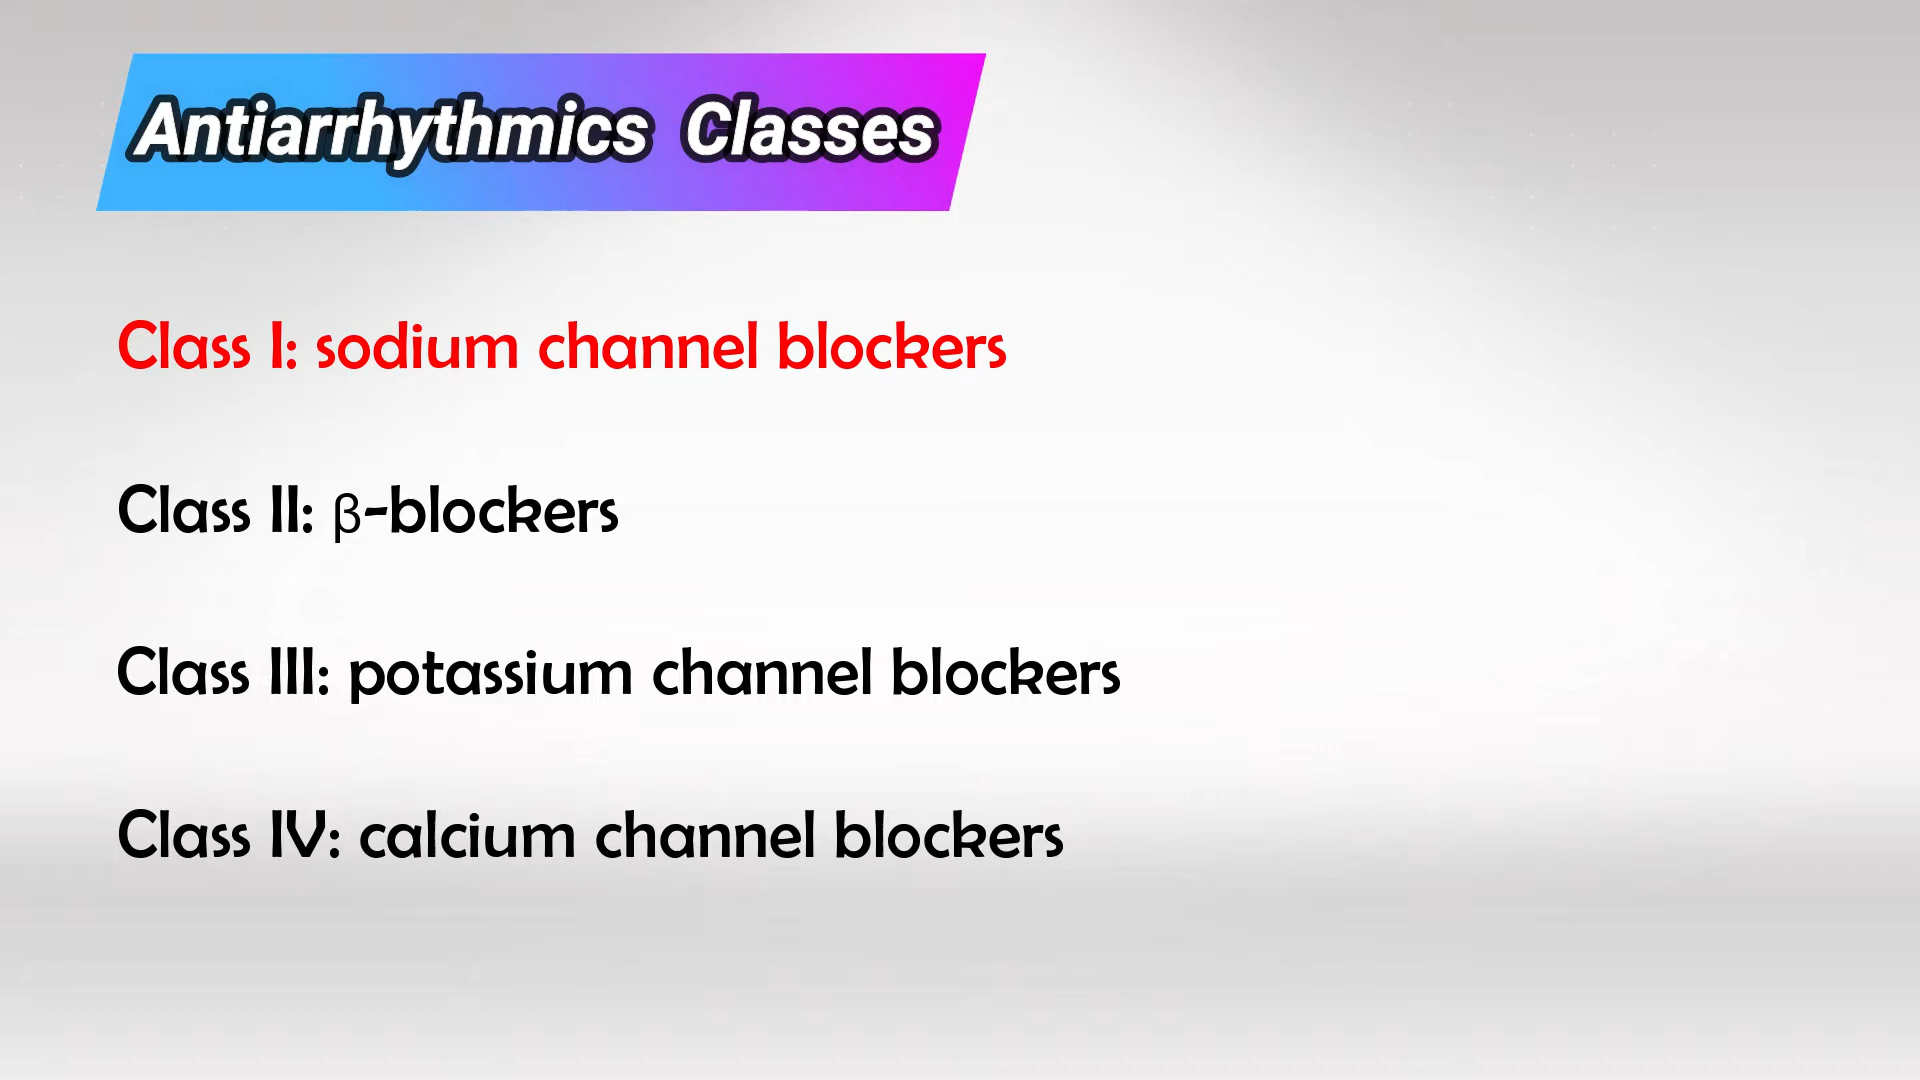 Antiarrhythmics Classes
Class I: sodium channel blockers
Class II: β-blockers
Class III: potassium channel blockers
Class IV: calcium channel blockers